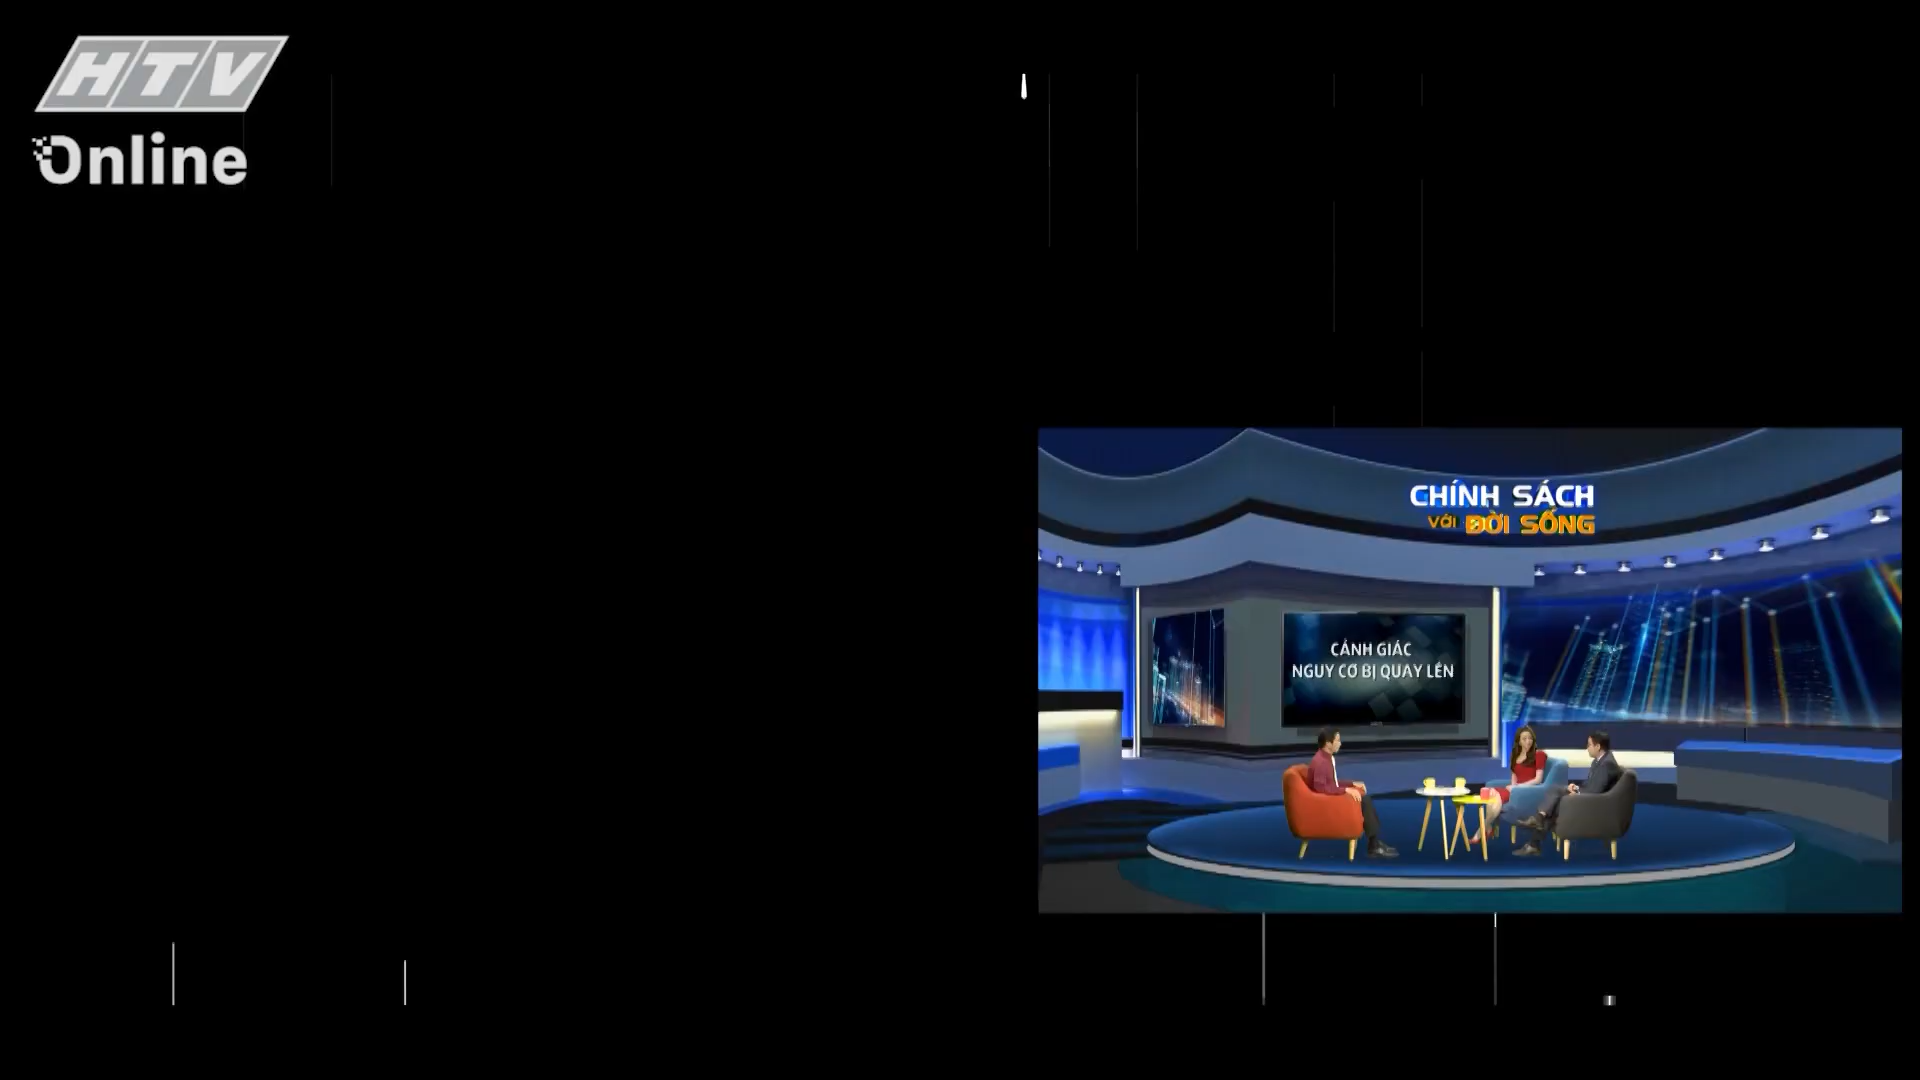 HTV
Online
CHÍNH SÁCH
VỚI ĐỜI SỐNG
CẢNH GIÁC
NGUY CƠ BỊ QUAY LÉN